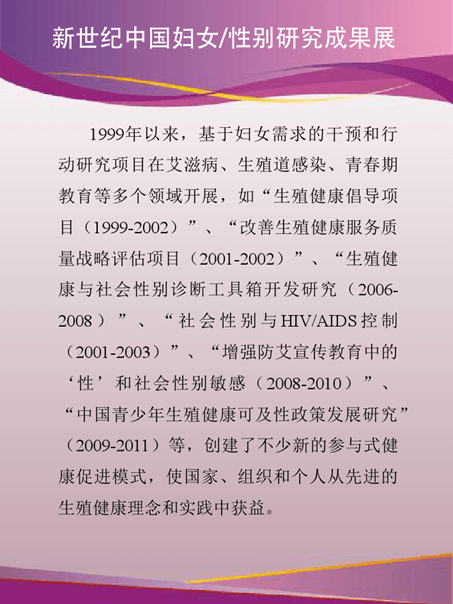 新世纪中国妇女/性别研究成果展
1999年以来，基于妇女需求的干预和行
动研究项目在艾滋病、生殖道感染、青春期
教育等多个领域开展，如“生殖健康倡导项
目（1999-2002）”、“改善生殖健康服务质
量战略评估项目（2001-2002）”、“生殖健
康与社会性别诊断工具箱开发研究（2006-
2008）”、“社会性别与HIV/AIDS控制
（2001-2003）”、“增强防艾宣传教育中的
‘性’和社会性别敏感（2008-2010）”、
“中国青少年生殖健康可及性政策发展研究”
（2009-2011）等，创建了不少新的参与式健
康促进模式，使国家、组织和个人从先进的
生殖健康理念和实践中获益。